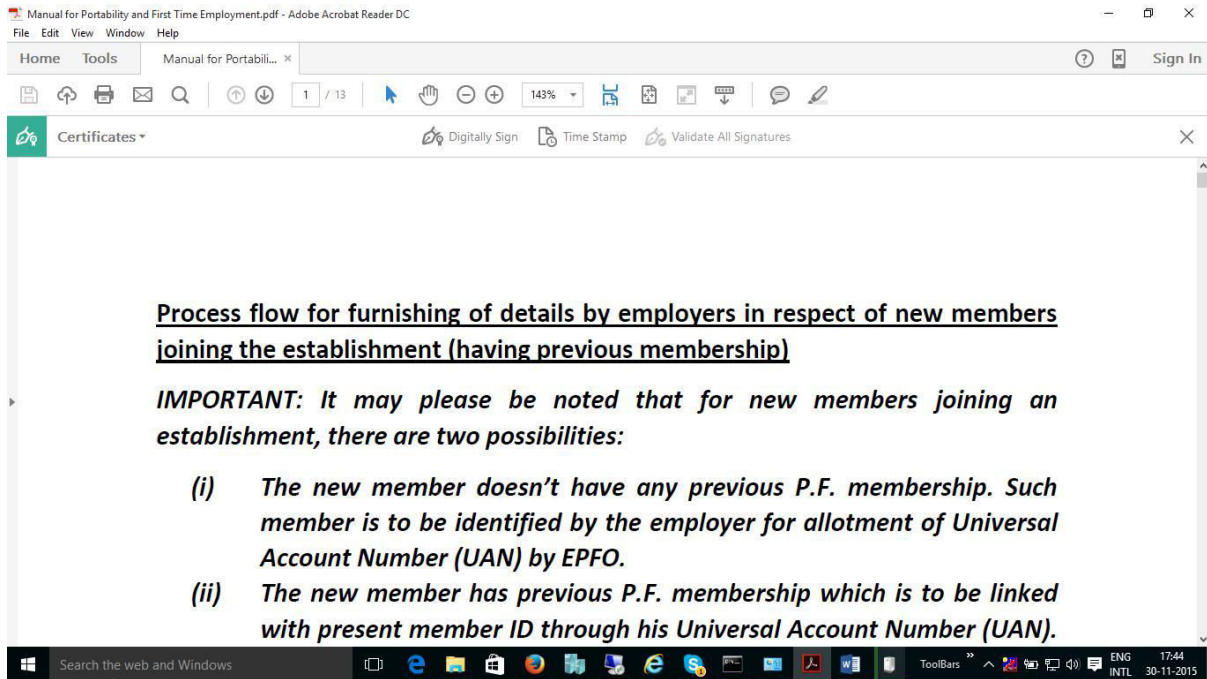 Manual for Portability and First Time Employment.pdf - Adobe Acrobat Reader DC
File Edit View Window Help
Home Tools Manual for Portabili... × Sign In
1 / 13 143%
Certificates Digitally Sign Time Stamp Validate All Signatures
Process flow for furnishing of details by employers in respect of new members
joining the establishment (having previous membership)
IMPORTANT: It may please be noted that for new members joining an
establishment, there are two possibilities:
(i) The new member doesn't have any previous P.F. membership. Such
member is to be identified by the employer for allotment of Universal
Account Number (UAN) by EPFO.
(ii) The new member has previous P.F. membership which is to be linked
with present member ID through his Universal Account Number (UAN).
Search the web and Windows ToolBars » ENG 17:44
INTL 30-11-2015